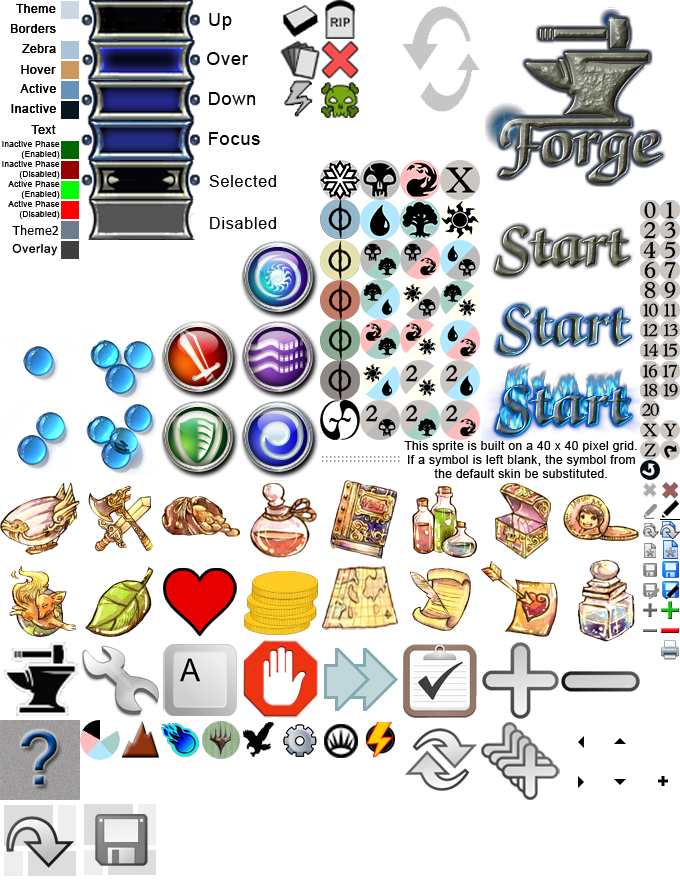 Theme
Borders
Zebra
Hover
Active
Inactive
Text
Inactive Phase
(Enabled)
Inactive Phase
(Disabled)
Active Phase
(Enabled)
Active Phase
(Disabled)
Theme2
Overlay
Up
Over
Down
Focus
Selected
Disabled
RIP
Forge
X
Start
Start
Start
0 1
2 3
4 5
6 7
8 9
10 11
12 13
14 15
16 17
18 19
20
X Y
Z
2
2
2
2 2 2
This sprite is built on a 40 x 40 pixel grid.
If a symbol is left blank, the symbol from
the default skin be substituted.
A
?